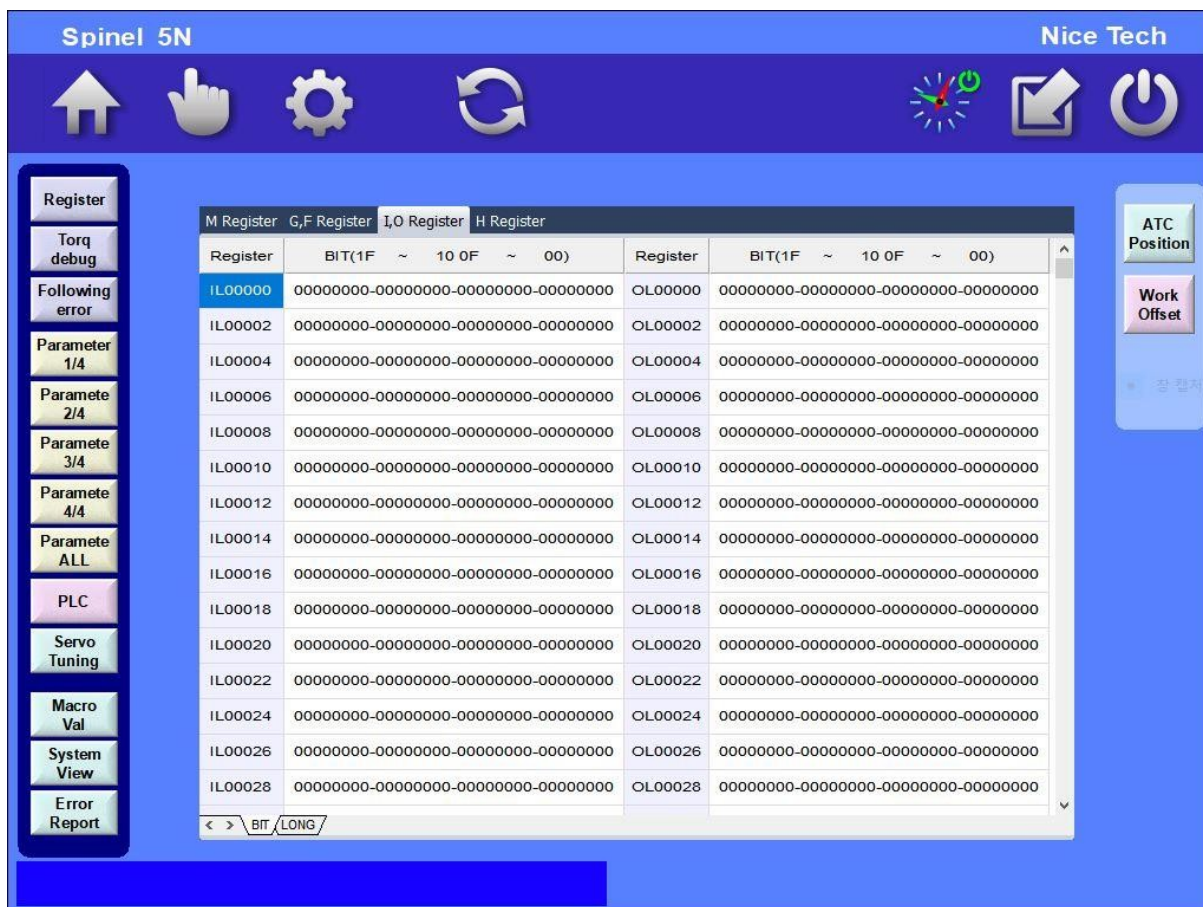 Spinel 5N
Nice Tech
Register
Torq
debug
Following
error
Parameter
1/4
Paramete
2/4
Paramete
3/4
Paramete
4/4
Paramete
ALL
PLC
Servo
Tuning
Macro
Val
System
View
Error
Report
M Register G,F Register I,O Register H Register
Register BIT(1F ~ 10 0F ~ 00) Register BIT(1F ~ 10 0F ~ 00)
IL00000 00000000-00000000-00000000-00000000 OL00000 00000000-00000000-00000000-00000000
IL00002 00000000-00000000-00000000-00000000 OL00002 00000000-00000000-00000000-00000000
IL00004 00000000-00000000-00000000-00000000 OL00004 00000000-00000000-00000000-00000000
IL00006 00000000-00000000-00000000-00000000 OL00006 00000000-00000000-00000000-00000000
IL00008 00000000-00000000-00000000-00000000 OL00008 00000000-00000000-00000000-00000000
IL00010 00000000-00000000-00000000-00000000 OL00010 00000000-00000000-00000000-00000000
IL00012 00000000-00000000-00000000-00000000 OL00012 00000000-00000000-00000000-00000000
IL00014 00000000-00000000-00000000-00000000 OL00014 00000000-00000000-00000000-00000000
IL00016 00000000-00000000-00000000-00000000 OL00016 00000000-00000000-00000000-00000000
IL00018 00000000-00000000-00000000-00000000 OL00018 00000000-00000000-00000000-00000000
IL00020 00000000-00000000-00000000-00000000 OL00020 00000000-00000000-00000000-00000000
IL00022 00000000-00000000-00000000-00000000 OL00022 00000000-00000000-00000000-00000000
IL00024 00000000-00000000-00000000-00000000 OL00024 00000000-00000000-00000000-00000000
IL00026 00000000-00000000-00000000-00000000 OL00026 00000000-00000000-00000000-00000000
IL00028 00000000-00000000-00000000-00000000 OL00028 00000000-00000000-00000000-00000000
BIT LONG
ATC
Position
Work
Offset